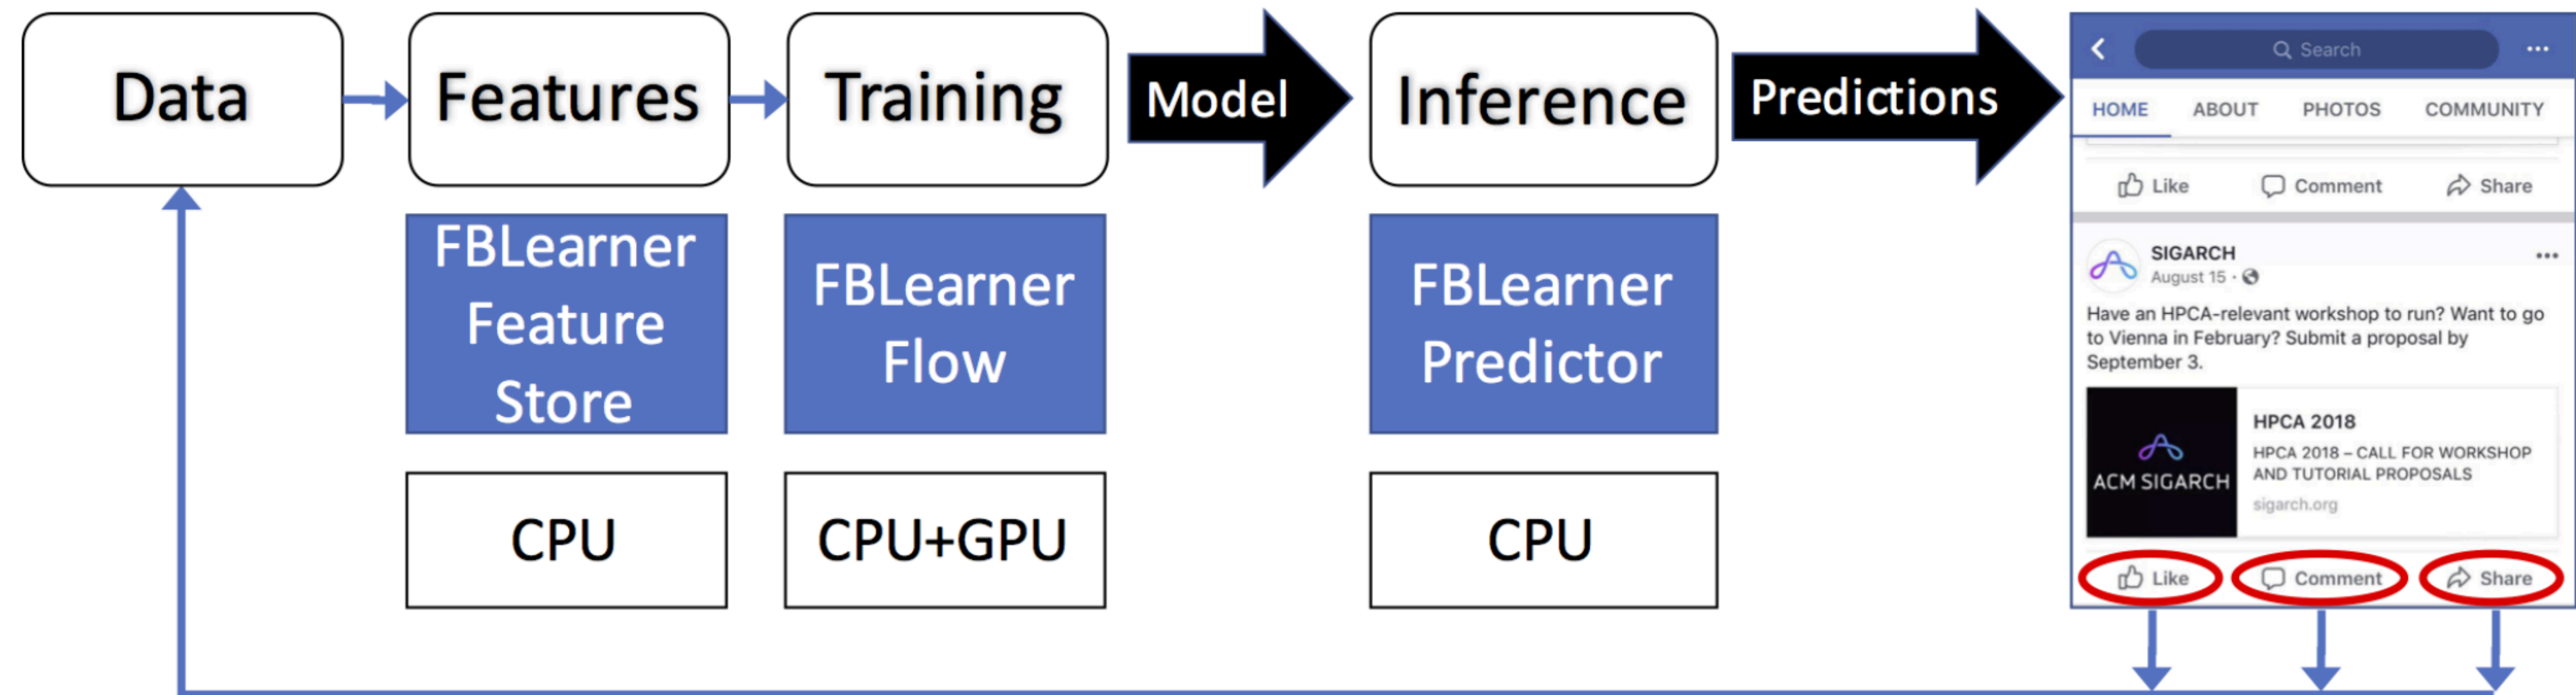 Data
Features
Training
Model
Inference
Predictions
FBLearner
Feature
Store
FBLearner
Flow
FBLearner
Predictor
CPU
CPU+GPU
CPU
Search
HOME ABOUT PHOTOS COMMUNITY
Like Comment Share
SIGARCH
August 15 ·
Have an HPCA-relevant workshop to run? Want to go
to Vienna in February? Submit a proposal by
September 3.
ACM SIGARCH
HPCA 2018
HPCA 2018 – CALL FOR WORKSHOP
AND TUTORIAL PROPOSALS
sigarch.org
Like Comment Share